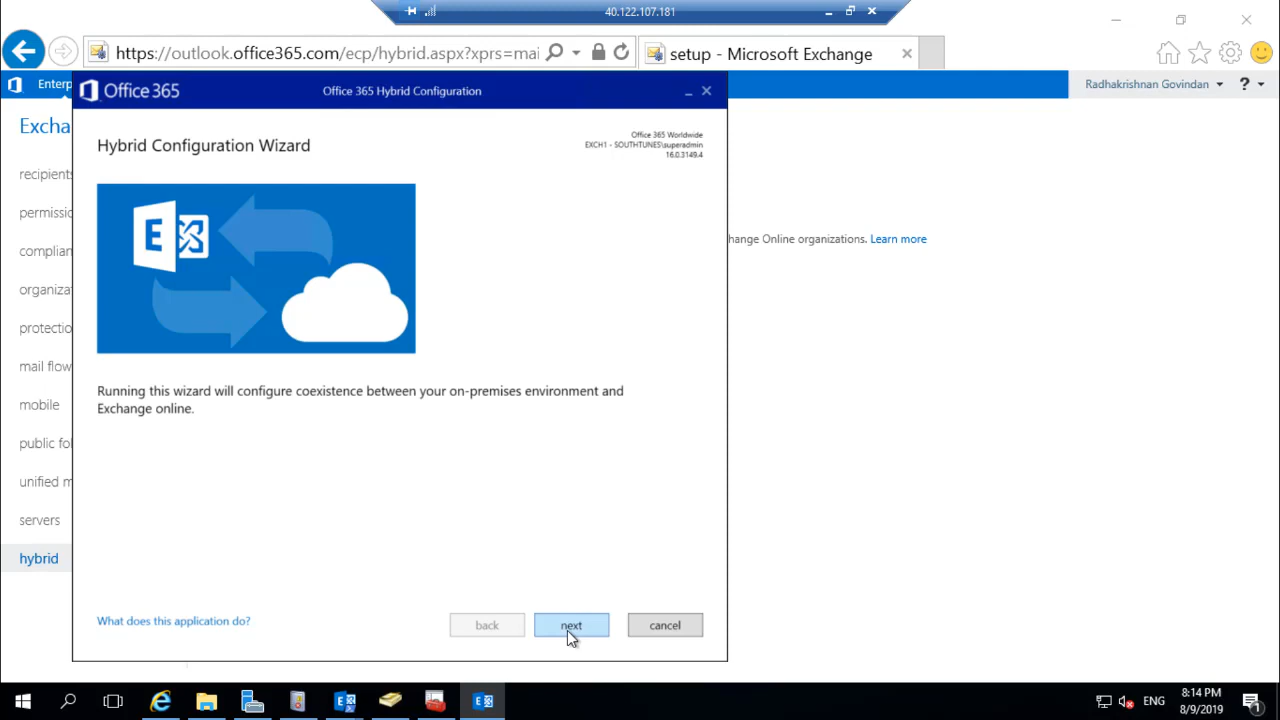 40.122.107.181
https://outlook.office365.com/ecp/hybrid.aspx?xprs=mai
setup - Microsoft Exchange
Enterp
Radhakrishnan Govindan
?
Office 365
Office 365 Hybrid Configuration
Excha
Hybrid Configuration Wizard
Office 365 Worldwide
EXCH1 - SOUTHTUNES\superadmin
16.0.3149.4
recipients
permissio
complian
organiza
protectio
mail flow
mobile
public fol
unified m
servers
hybrid
E
hange Online organizations. Learn more
Running this wizard will configure coexistence between your on-premises environment and
Exchange online.
What does this application do?
back
next
cancel
ENG
8:14 PM
8/9/2019
1